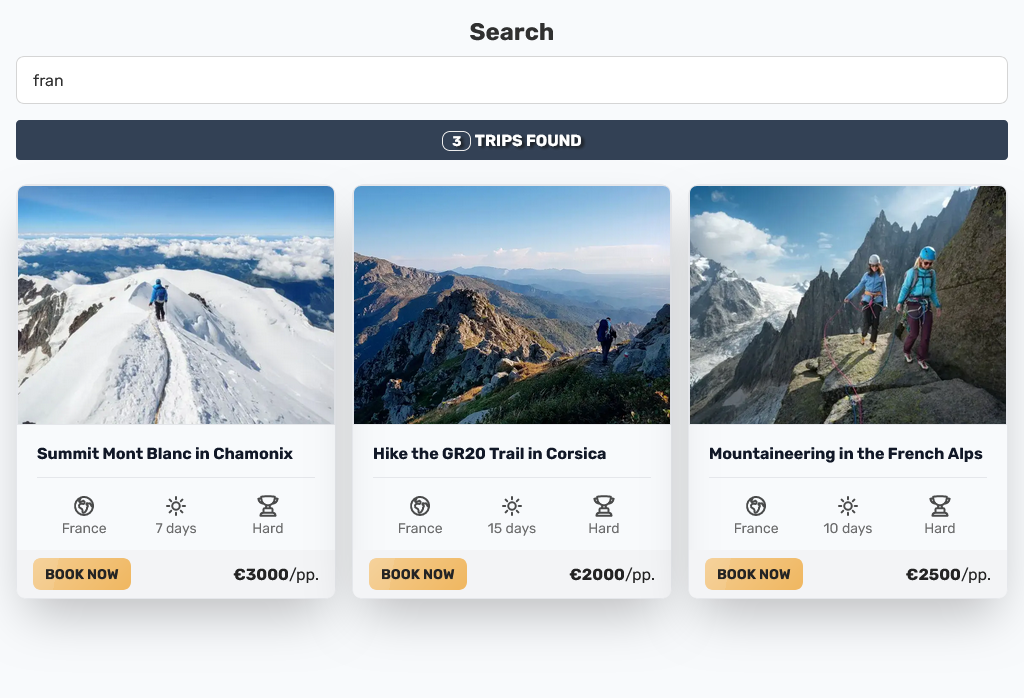 Search
fran
3 TRIPS FOUND
Summit Mont Blanc in Chamonix
France 7 days Hard
BOOK NOW €3000/pp.
Hike the GR20 Trail in Corsica
France 15 days Hard
BOOK NOW €2000/pp.
Mountaineering in the French Alps
France 10 days Hard
BOOK NOW €2500/pp.